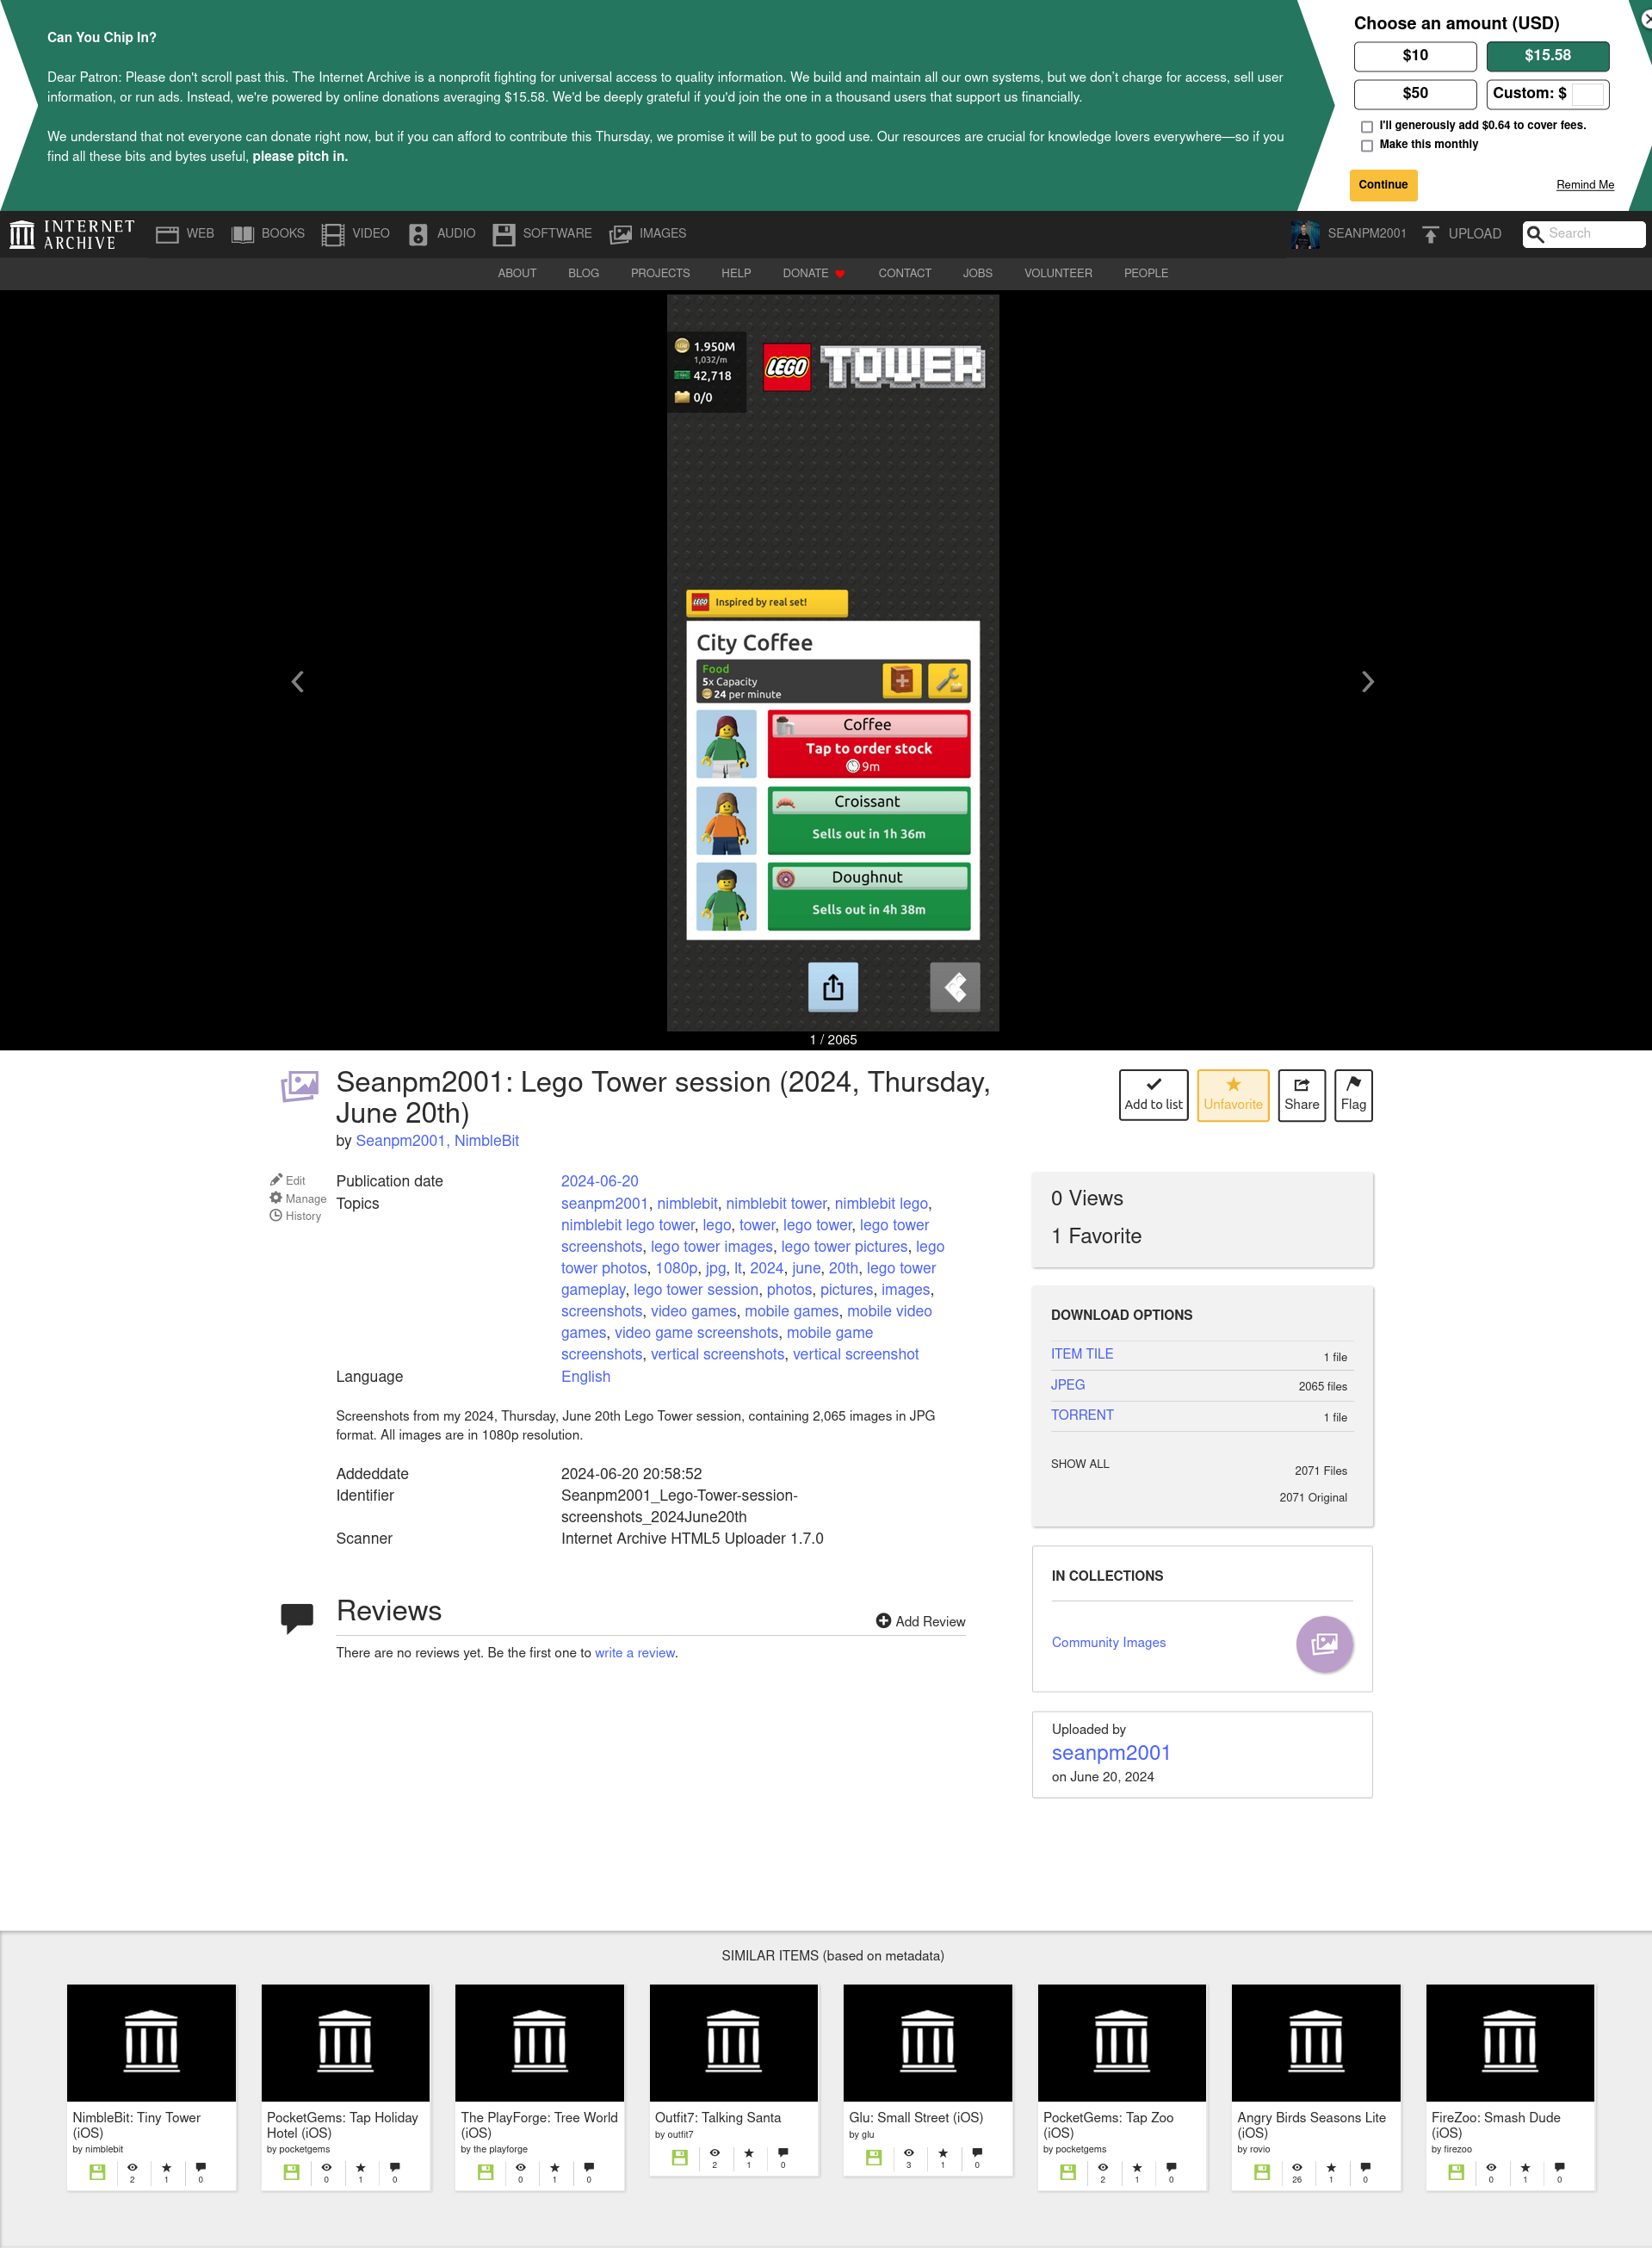 Can You Chip In?
Dear Patron: Please don't scroll past this. The Internet Archive is a nonprofit fighting for universal access to quality information. We build and maintain all our own systems, but we don't charge for access, sell user
information, or run ads. Instead, we're powered by online donations averaging $15.58. We'd be deeply grateful if you'd join the one in a thousand users that support us financially.
We understand that not everyone can donate right now, but if you can afford to contribute this Thursday, we promise it will be put to good use. Our resources are crucial for knowledge lovers everywhere—so if you
find all these bits and bytes useful, please pitch in.
Choose an amount (USD)
$10 $15.58
$50 Custom: $
I'll generously add $0.64 to cover fees.
Make this monthly
Continue Remind Me
INTERNET ARCHIVE WEB BOOKS VIDEO AUDIO SOFTWARE IMAGES SEANPM2001 UPLOAD Search
ABOUT BLOG PROJECTS HELP DONATE CONTACT JOBS VOLUNTEER PEOPLE
1.950M
1,032/m
42,718
0/0
LEGO TOWER
LEGO Inspired by real set!
City Coffee
Food
5x Capacity
24 per minute
Coffee
Tap to order stock
9m
Croissant
Sells out in 1h 36m
Doughnut
Sells out in 4h 38m
1 / 2065
Seanpm2001: Lego Tower session (2024, Thursday,
June 20th)
by Seanpm2001, NimbleBit
Add to list Unfavorite Share Flag
Edit
Manage
History
Publication date 2024-06-20
Topics seanpm2001, nimblebit, nimblebit tower, nimblebit lego,
nimblebit lego tower, lego, tower, lego tower, lego tower
screenshots, lego tower images, lego tower pictures, lego
tower photos, 1080p, jpg, lt, 2024, june, 20th, lego tower
gameplay, lego tower session, photos, pictures, images,
screenshots, video games, mobile games, mobile video
games, video game screenshots, mobile game
screenshots, vertical screenshots, vertical screenshot
Language English
Screenshots from my 2024, Thursday, June 20th Lego Tower session, containing 2,065 images in JPG
format. All images are in 1080p resolution.
Addeddate 2024-06-20 20:58:52
Identifier Seanpm2001_Lego-Tower-session-
screenshots_2024June20th
Scanner Internet Archive HTML5 Uploader 1.7.0
Reviews
Add Review
There are no reviews yet. Be the first one to write a review.
0 Views
1 Favorite
DOWNLOAD OPTIONS
ITEM TILE 1 file
JPEG 2065 files
TORRENT 1 file
SHOW ALL 2071 Files
2071 Original
IN COLLECTIONS
Community Images
Uploaded by
seanpm2001
on June 20, 2024
SIMILAR ITEMS (based on metadata)
NimbleBit: Tiny Tower
(iOS)
by nimblebit
2 1 0
PocketGems: Tap Holiday
Hotel (iOS)
by pocketgems
0 1 0
The PlayForge: Tree World
(iOS)
by the playforge
0 1 0
Outfit7: Talking Santa
by outfit7
2 1 0
Glu: Small Street (iOS)
by glu
3 1 0
PocketGems: Tap Zoo
(iOS)
by pocketgems
2 1 0
Angry Birds Seasons Lite
(iOS)
by rovio
26 1 0
FireZoo: Smash Dude
(iOS)
by firezoo
0 1 0